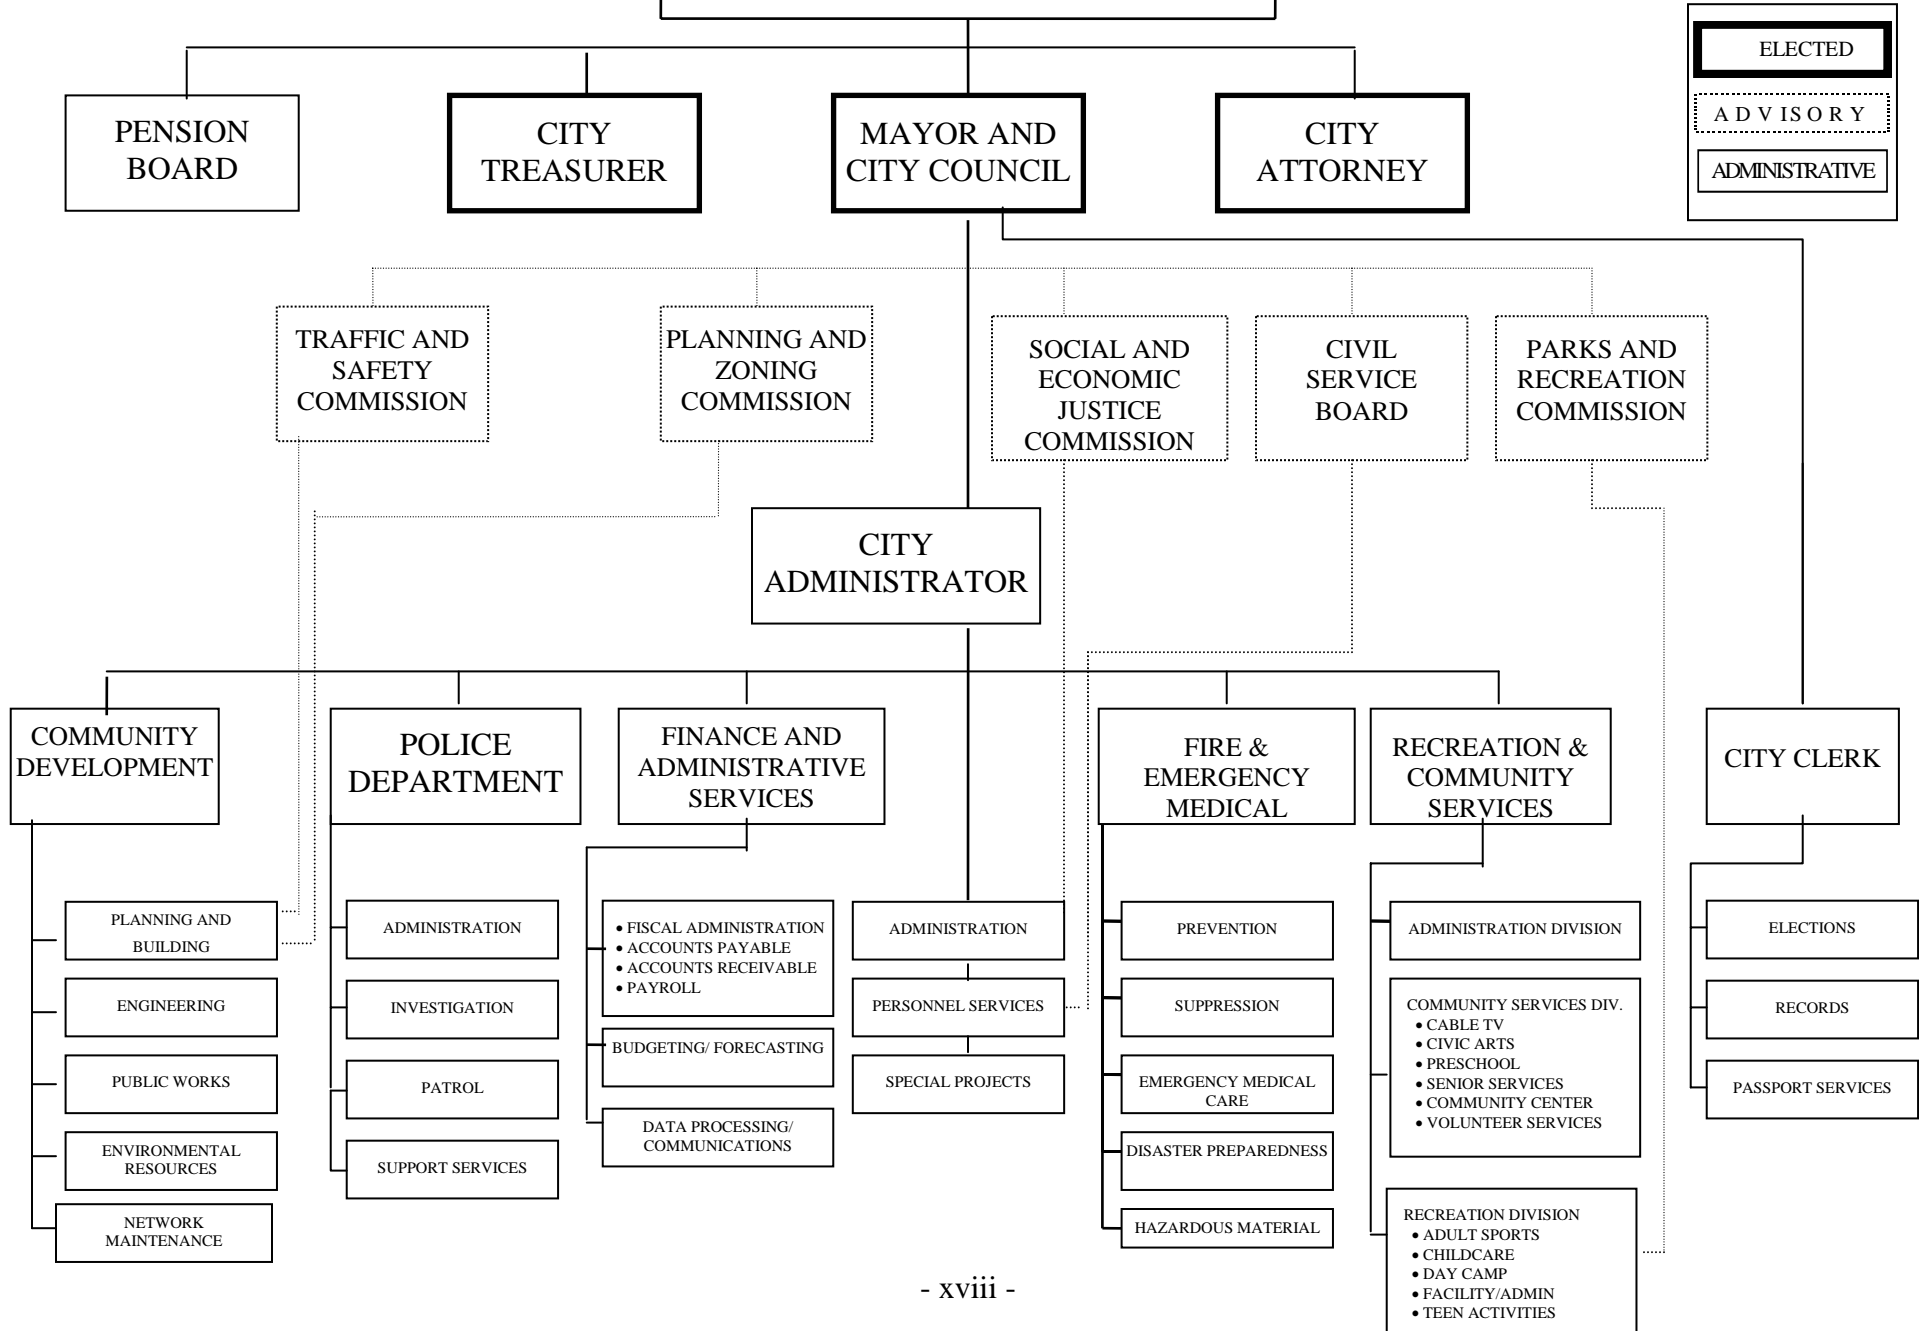 ELECTED
A D V I S O R Y
ADMINISTRATIVE
PENSION
BOARD
CITY
TREASURER
MAYOR AND
CITY COUNCIL
CITY
ATTORNEY
TRAFFIC AND
SAFETY
COMMISSION
PLANNING AND
ZONING
COMMISSION
SOCIAL AND
ECONOMIC
JUSTICE
COMMISSION
CIVIL
SERVICE
BOARD
PARKS AND
RECREATION
COMMISSION
CITY
ADMINISTRATOR
COMMUNITY
DEVELOPMENT
POLICE
DEPARTMENT
FINANCE AND
ADMINISTRATIVE
SERVICES
FIRE &
EMERGENCY
MEDICAL
RECREATION &
COMMUNITY
SERVICES
CITY CLERK
PLANNING AND
BUILDING
ENGINEERING
PUBLIC WORKS
ENVIRONMENTAL
RESOURCES
NETWORK
MAINTENANCE
ADMINISTRATION
INVESTIGATION
PATROL
SUPPORT SERVICES
• FISCAL ADMINISTRATION
• ACCOUNTS PAYABLE
• ACCOUNTS RECEIVABLE
• PAYROLL
BUDGETING/ FORECASTING
DATA PROCESSING/
COMMUNICATIONS
ADMINISTRATION
PERSONNEL SERVICES
SPECIAL PROJECTS
PREVENTION
SUPPRESSION
EMERGENCY MEDICAL
CARE
DISASTER PREPAREDNESS
HAZARDOUS MATERIAL
ADMINISTRATION DIVISION
COMMUNITY SERVICES DIV.
• CABLE TV
• CIVIC ARTS
• PRESCHOOL
• SENIOR SERVICES
• COMMUNITY CENTER
• VOLUNTEER SERVICES
RECREATION DIVISION
• ADULT SPORTS
• CHILDCARE
• DAY CAMP
• FACILITY/ADMIN
• TEEN ACTIVITIES
ELECTIONS
RECORDS
PASSPORT SERVICES
- xviii -